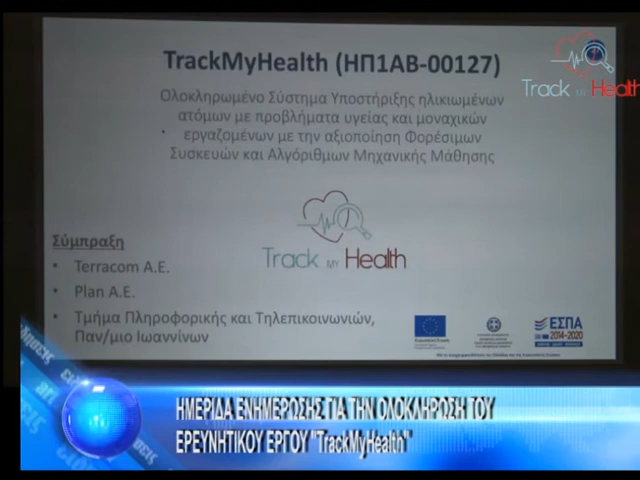 TrackMyHealth (ΗΠ1ΑΒ-00127)
Ολοκληρωμένο Σύστημα Υποστήριξης ηλικιωμένων
ατόμων με προβλήματα υγείας και μοναχικών
εργαζομένων με την αξιοποίηση Φορέσιμων
Συσκευών και Αλγόριθμων Μηχανικής Μάθησης
Track MY Health
Track MY Health
Σύμπραξη
• Terracom A.E.
• Plan A.E.
• Τμήμα Πληροφορικής και Τηλεπικοινωνιών,
Παν/μιο Ιωαννίνων
ΕΣΠΑ
2014-2020
ΗΜΕΡΙΔΑ ΕΝΗΜΕΡΩΣΗΣ ΓΙΑ ΤΗΝ ΟΛΟΚΛΗΡΩΣΗ ΤΟΥ
ΕΡΕΥΝΗΤΙΚΟΥ ΕΡΓΟΥ "TrackMyHealth"